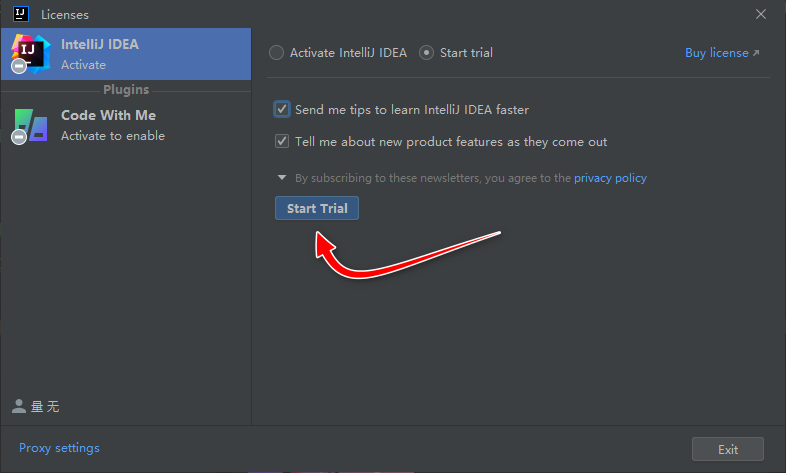 Licenses
IntelliJ IDEA
Activate
Plugins
Code With Me
Activate to enable
量 无
Activate IntelliJ IDEA Start trial Buy license
Send me tips to learn IntelliJ IDEA faster
Tell me about new product features as they come out
By subscribing to these newsletters, you agree to the privacy policy
Start Trial
Proxy settings
Exit